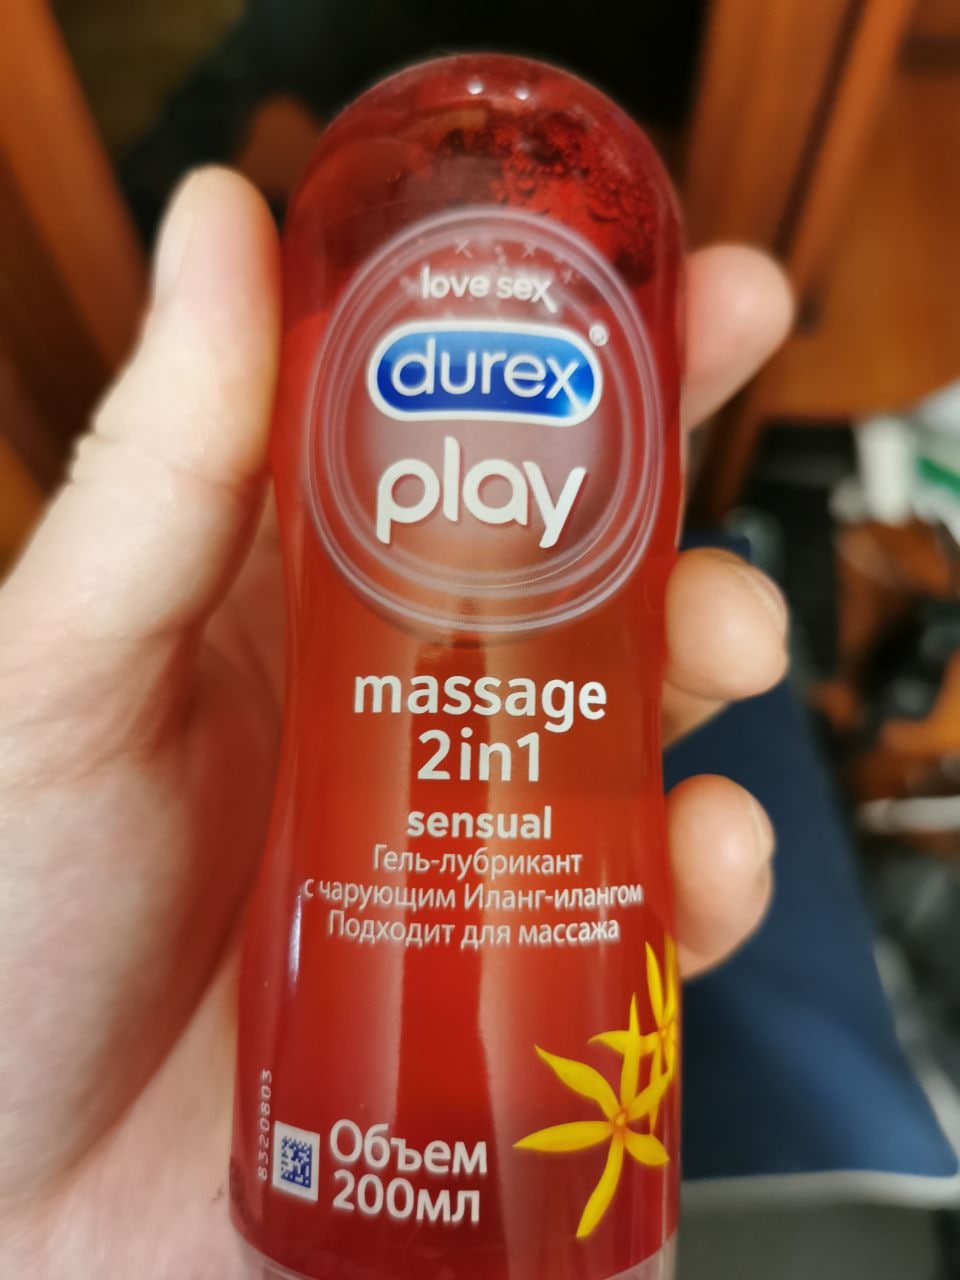 love sex
durex®
play
massage
2in1
sensual
Гель-лубрикант
с чарующим Иланг-илангом
Подходит для массажа
8320803
Объем
200мл